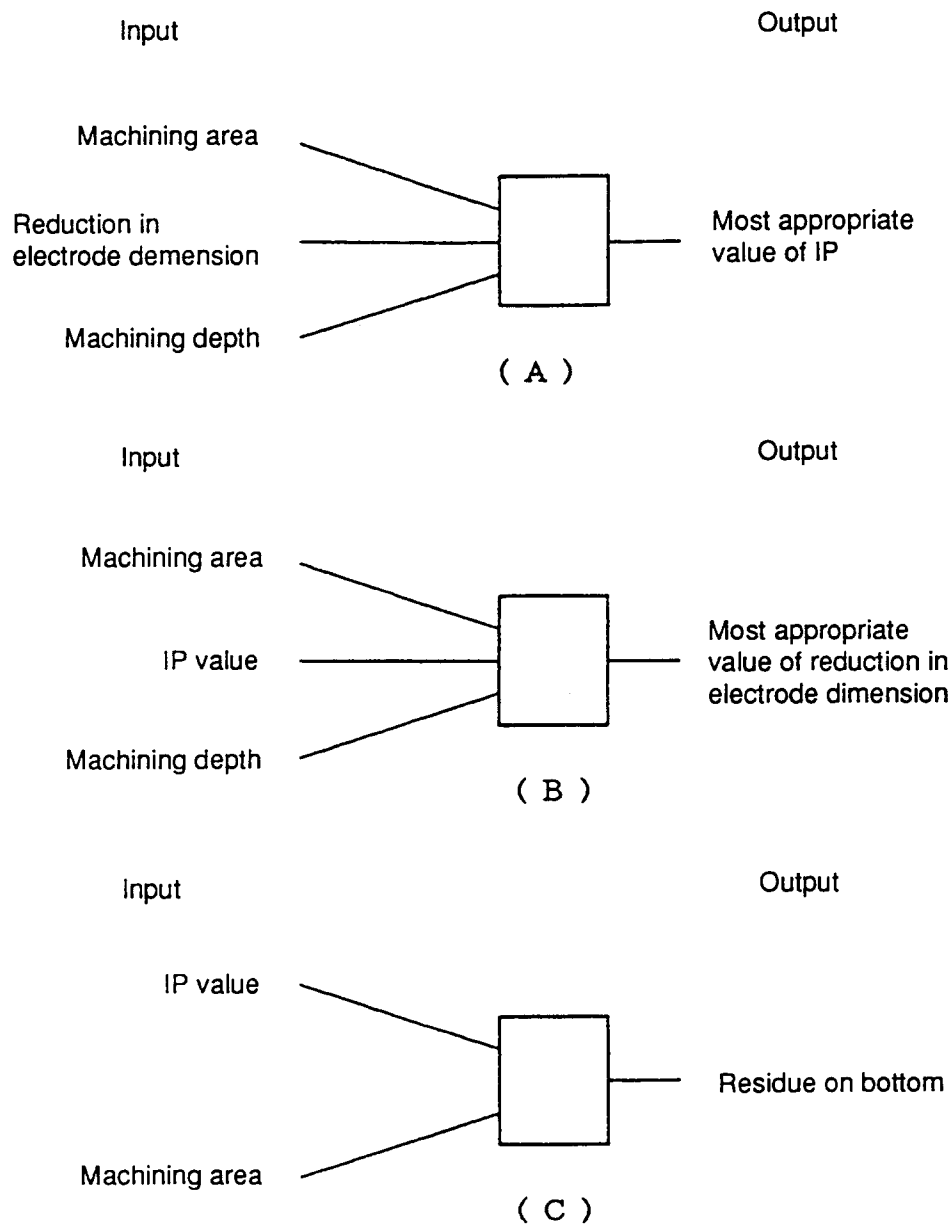 Input
Output
Machining area
Reduction in
electrode demension
Machining depth
Most appropriate
value of IP
( A )
Input
Output
Machining area
IP value
Machining depth
Most appropriate
value of reduction in
electrode dimension
( B )
Input
Output
IP value
Machining area
Residue on bottom
( C )